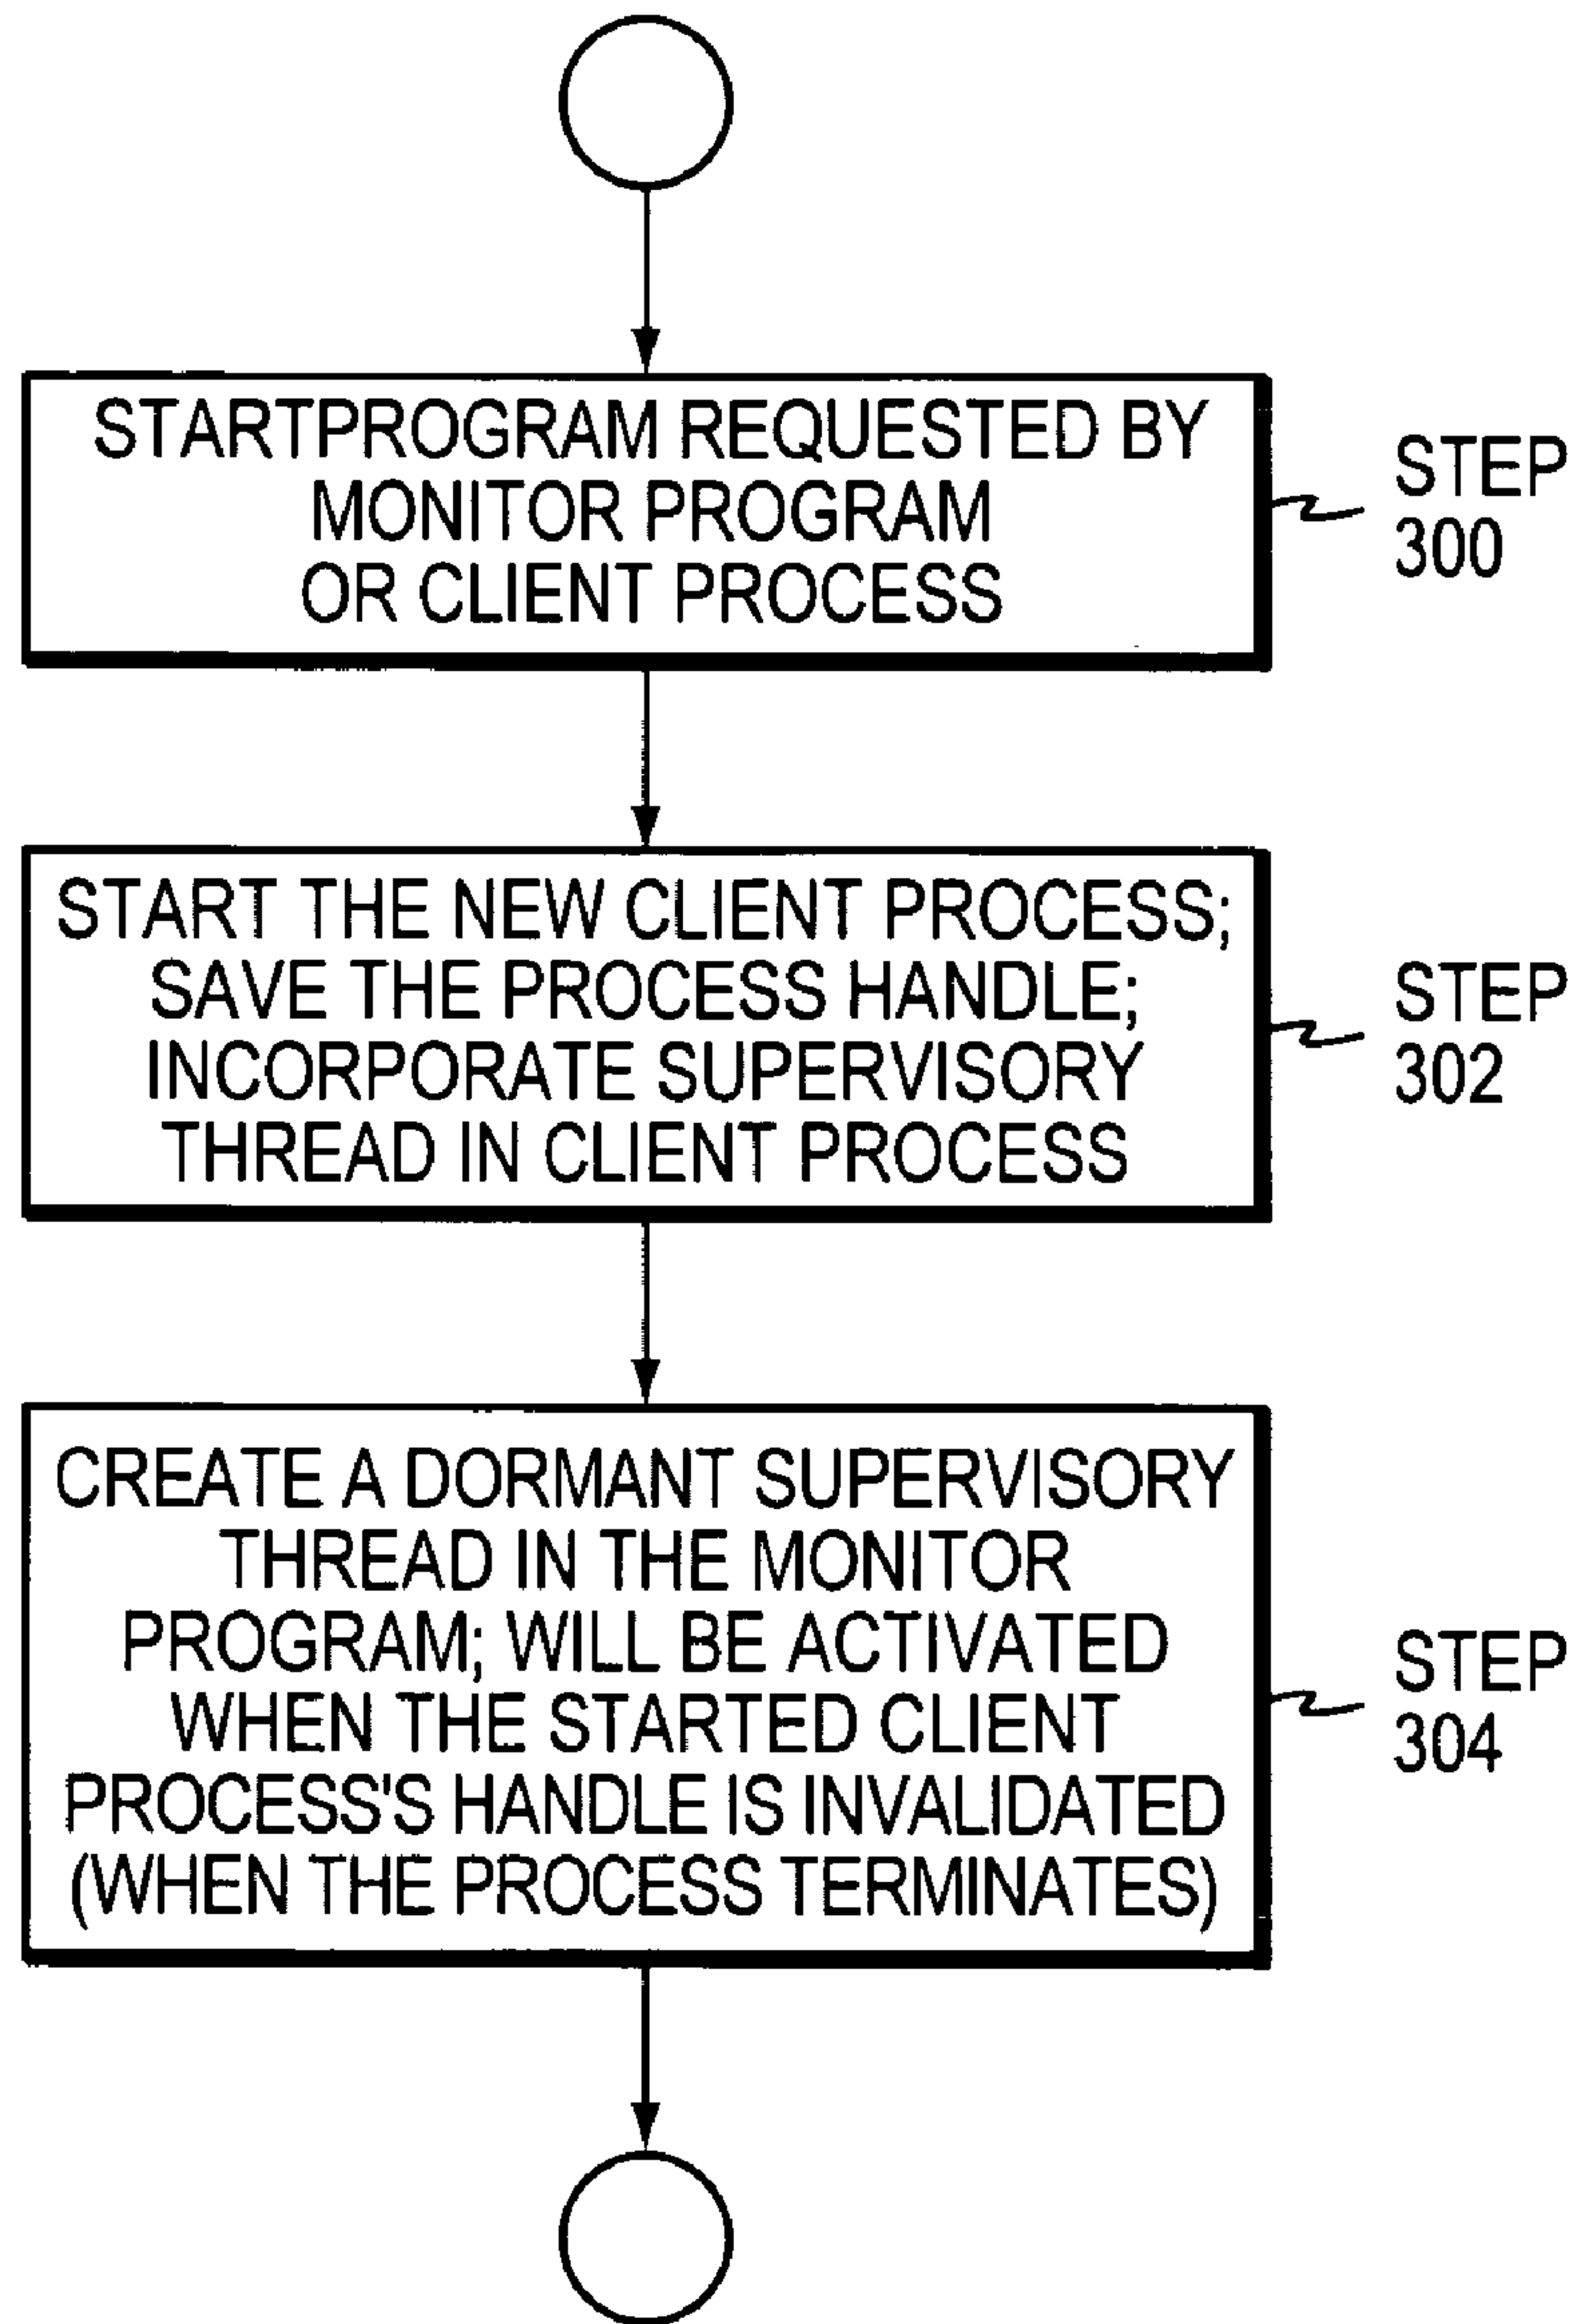 STARTPROGRAM REQUESTED BY
MONITOR PROGRAM
OR CLIENT PROCESS
STEP
300
START THE NEW CLIENT PROCESS;
SAVE THE PROCESS HANDLE;
INCORPORATE SUPERVISORY
THREAD IN CLIENT PROCESS
STEP
302
CREATE A DORMANT SUPERVISORY
THREAD IN THE MONITOR
PROGRAM; WILL BE ACTIVATED
WHEN THE STARTED CLIENT
PROCESS'S HANDLE IS INVALIDATED
(WHEN THE PROCESS TERMINATES)
STEP
304